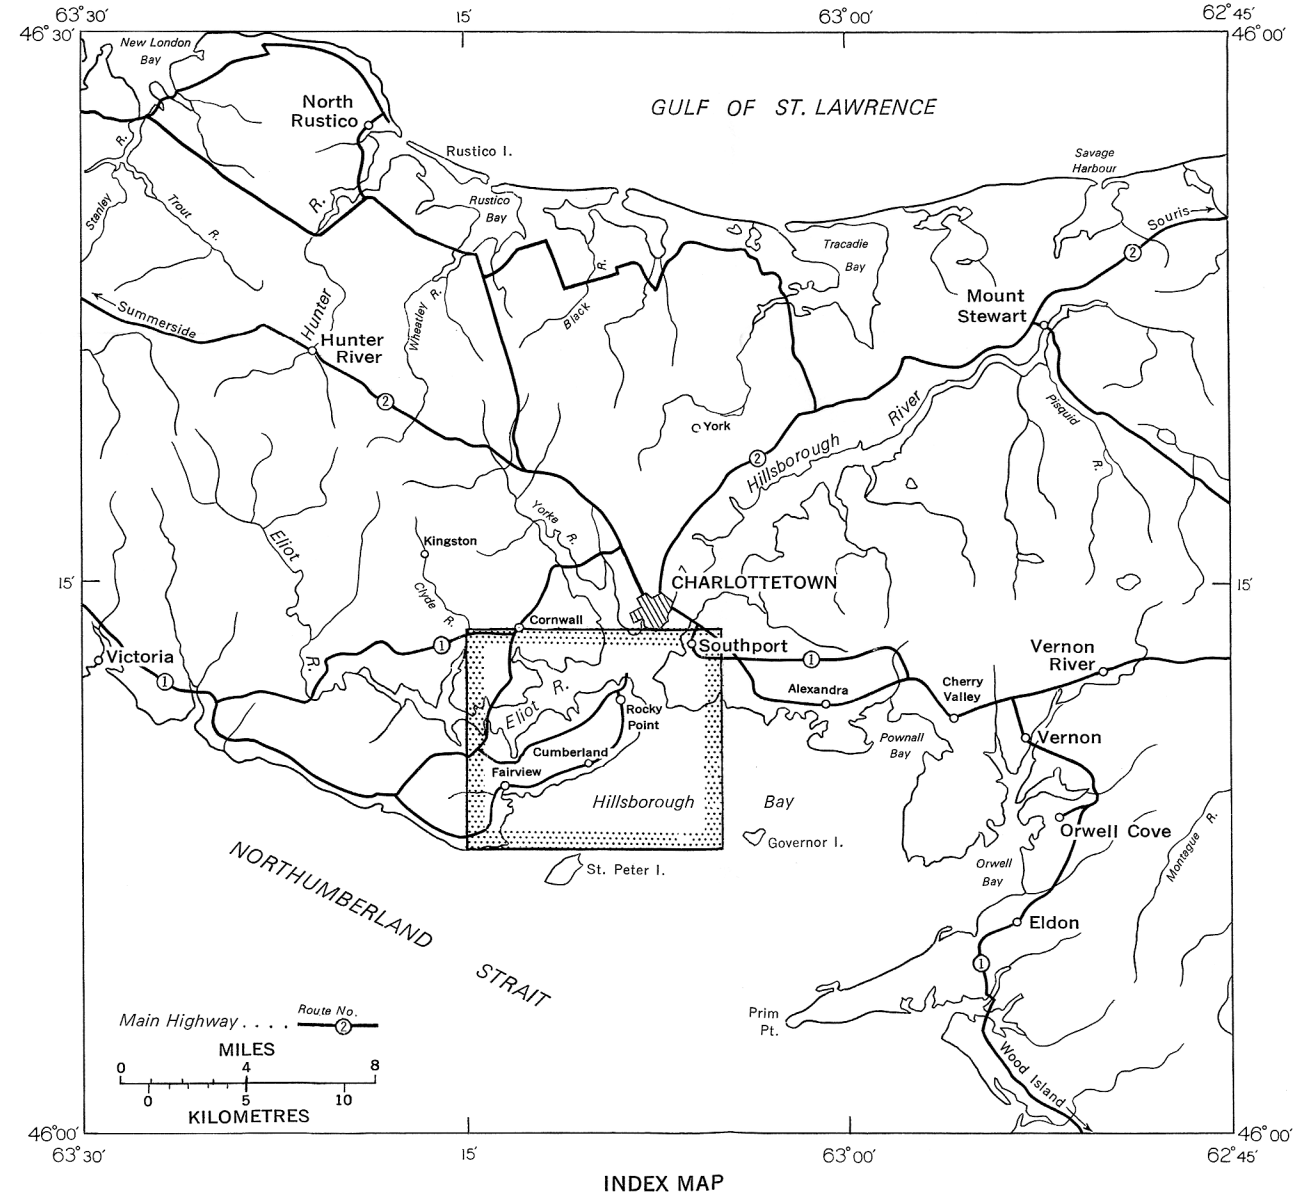 63°30′
15′
63°00′
62°45′
46°30′
46°00′
New London
Bay
GULF OF ST. LAWRENCE
North
Rustico
R.
Rustico I.
Savage
Harbour
Stanley
Trout
R.
R.
Rustico
Bay
Souris
2
Tracadie
Bay
R.
R.
Mount
Stewart
Summerside
Hunter
Wheatley
Black
Hunter
River
2
River
Pisquid
York
Hillsborough
2
R.
Yorke
R.
Eliot
Kingston
15′
CHARLOTTETOWN
15′
Clyde
R.
Cornwall
1
Southport
1
Vernon
River
Victoria
R.
1
Alexandra
Cherry
Valley
Eliot
R.
Rocky
Point
Pownall
Bay
Vernon
Cumberland
Fairview
Hillsborough
Bay
Orwell Cove
Governor I.
Montague
R.
NORTHUMBERLAND
STRAIT
St. Peter I.
Orwell
Bay
Eldon
1
Prim
Pt.
Main Highway . . . .
Route No.
2
MILES
0
4
8
0
5
10
KILOMETRES
Wood Island
46°00′
46°00′
63°30′
15′
63°00′
62°45′
INDEX MAP